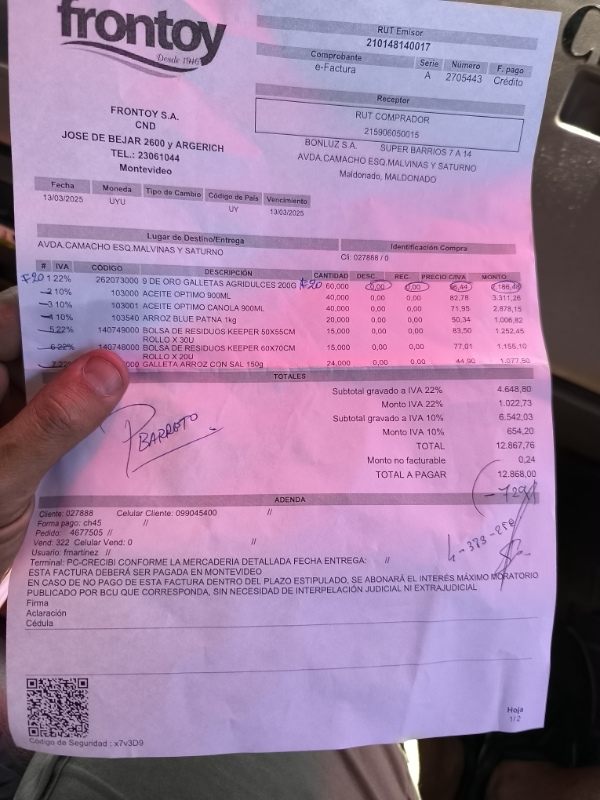 frontoy
Desde 1946
RUT Emisor
210148140017
Comprobante Serie Número F. pago
e-Factura A 2705443 Crédito
Receptor
RUT COMPRADOR
215906050015
BONLUZ S.A. SUPER BARRIOS 7 A 14
AVDA.CAMACHO ESQ.MALVINAS Y SATURNO
Maldonado, MALDONADO
FRONTOY S.A.
CND
JOSE DE BEJAR 2600 y ARGERICH
TEL.: 23061044
Montevideo
Fecha Moneda Tipo de Cambio Código de País Vencimiento
13/03/2025 UYU UY 13/03/2025
Lugar de Destino/Entrega Identificación Compra
AVDA.CAMACHO ESQ.MALVINAS Y SATURNO CI: 027888 / 0
# IVA CÓDIGO DESCRIPCIÓN CANTIDAD DESC. REC. PRECIO C/IVA MONTO
1 22% 262073000 9 DE ORO GALLETAS AGRIDULCES 200G 60,000 0,00 0,00
2 10% 103000 ACEITE OPTIMO 900ML 40,000 0,00 0,00 82,78 3.311,28
3 10% 103001 ACEITE OPTIMO CANOLA 900ML 40,000 0,00 0,00 71,95 2.878,15
4 10% 103540 ARROZ BLUE PATNA 1kg 20,000 0,00 0,00 50,34 1.006,82
5 22% 140749000 BOLSA DE RESIDUOS KEEPER 50X55CM 15,000 0,00 0,00 83,50 1.252,45
ROLLO X 30U
6 22% 140748000 BOLSA DE RESIDUOS KEEPER 60X70CM 15,000 0,00 0,00 77,01 1.155,10
ROLLO X 20U
GALLETA ARROZ CON SAL 150g 24,000 0,00 0,00 44,90 1.077,50
TOTALES
Subtotal gravado a IVA 22% 4.648,80
Monto IVA 22% 1.022,73
Subtotal gravado a IVA 10% 6.542,03
Monto IVA 10% 654,20
TOTAL 12.867,76
Monto no facturable 0,24
TOTAL A PAGAR 12.868,00
BARRETO
ADENDA
Cliente: 027888 Celular Cliente: 099045400 //
Forma pago: ch45 //
Pedido: 4677505 //
Vend: 322 Celular Vend: 0 //
Usuario: fmartinez //
Terminal: PC-CRECIBI CONFORME LA MERCADERIA DETALLADA FECHA ENTREGA: //
ESTA FACTURA DEBERÁ SER PAGADA EN MONTEVIDEO
EN CASO DE NO PAGO DE ESTA FACTURA DENTRO DEL PLAZO ESTIPULADO, SE ABONARÁ EL INTERÉS MÁXIMO MORATORIO
PUBLICADO POR BCU QUE CORRESPONDA, SIN NECESIDAD DE INTERPELACIÓN JUDICIAL NI EXTRAJUDICIAL
Firma
Aclaración
Cédula
Hoja
1/2
Código de Seguridad : x7v3D9